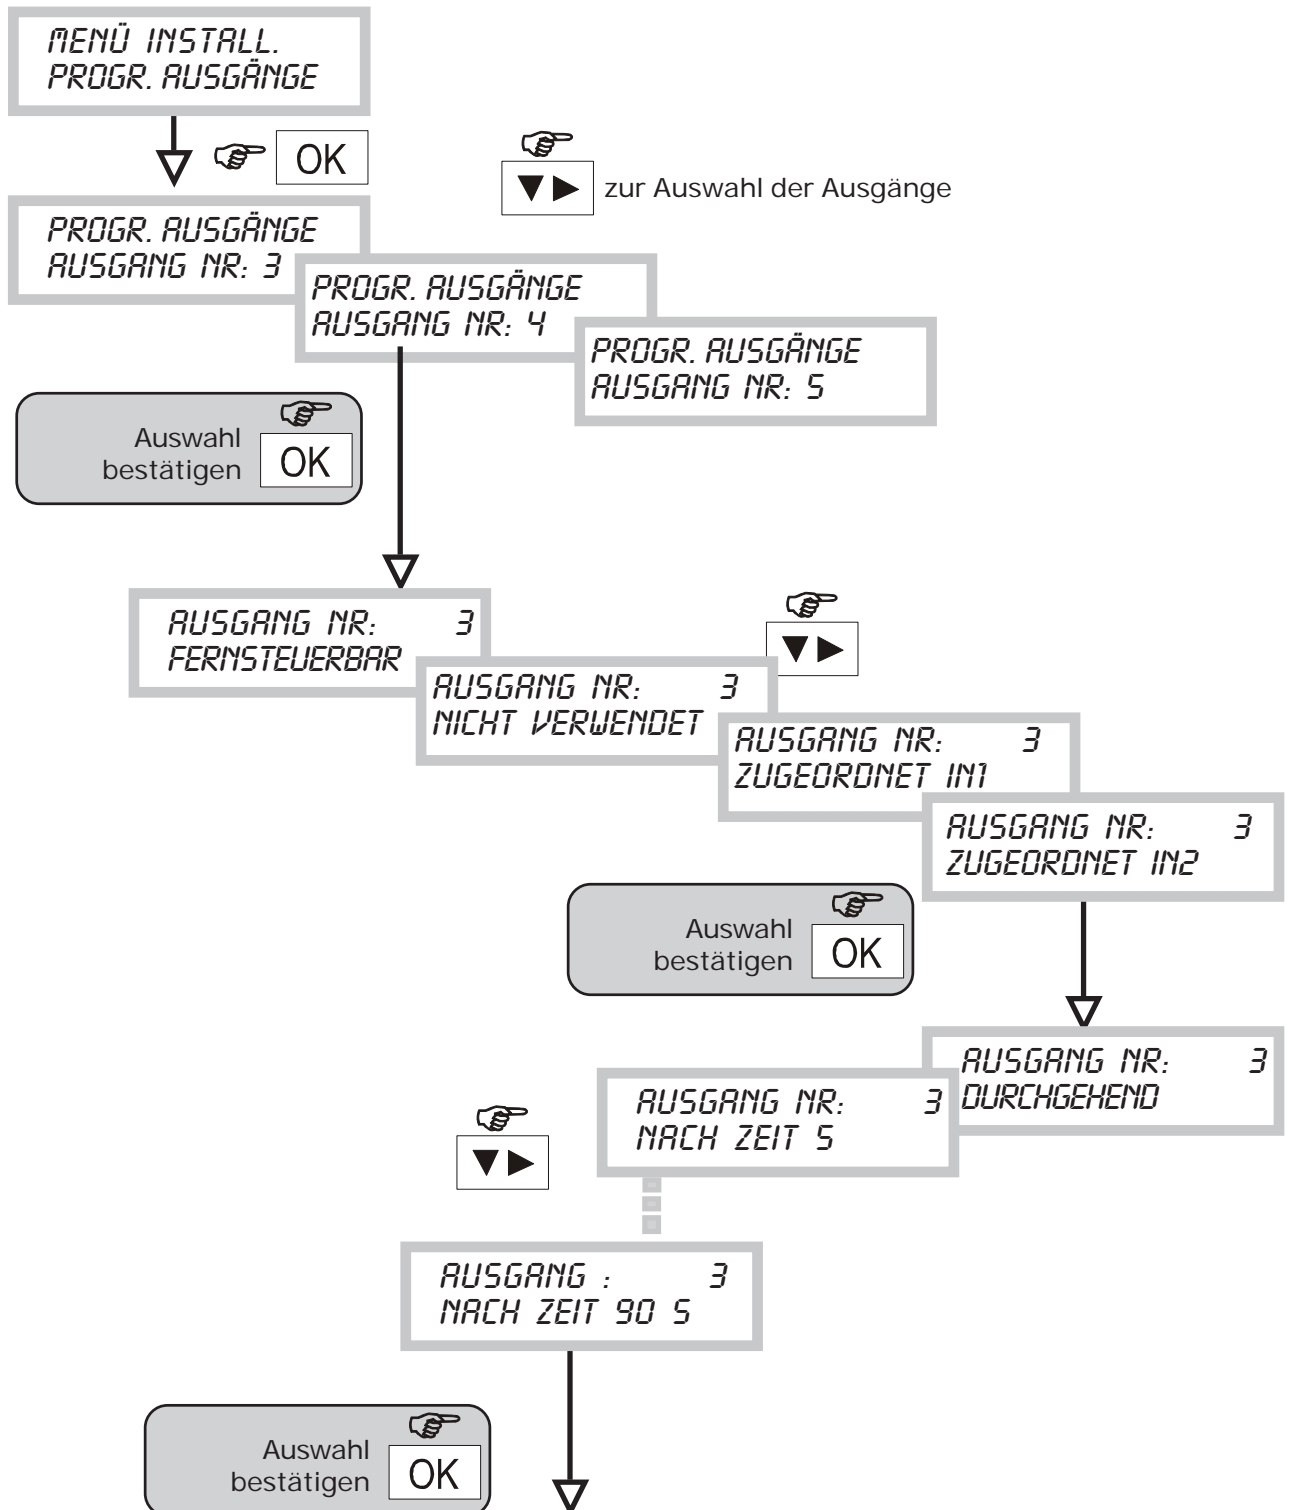 MENÜ INSTALL.
PROGR. AUSGÄNGE
OK
zur Auswahl der Ausgänge
PROGR. AUSGÄNGE
AUSGANG NR: 3
PROGR. AUSGÄNGE
AUSGANG NR: 4
PROGR. AUSGÄNGE
AUSGANG NR: 5
Auswahl
bestätigen
OK
AUSGANG NR: 3
FERNSTEUERBAR
AUSGANG NR: 3
NICHT VERWENDET
AUSGANG NR: 3
ZUGEORDNET IN1
AUSGANG NR: 3
ZUGEORDNET IN2
Auswahl
bestätigen
OK
AUSGANG NR: 3
DURCHGEHEND
AUSGANG NR: 3
NACH ZEIT S
AUSGANG : 3
NACH ZEIT 90 S
Auswahl
bestätigen
OK